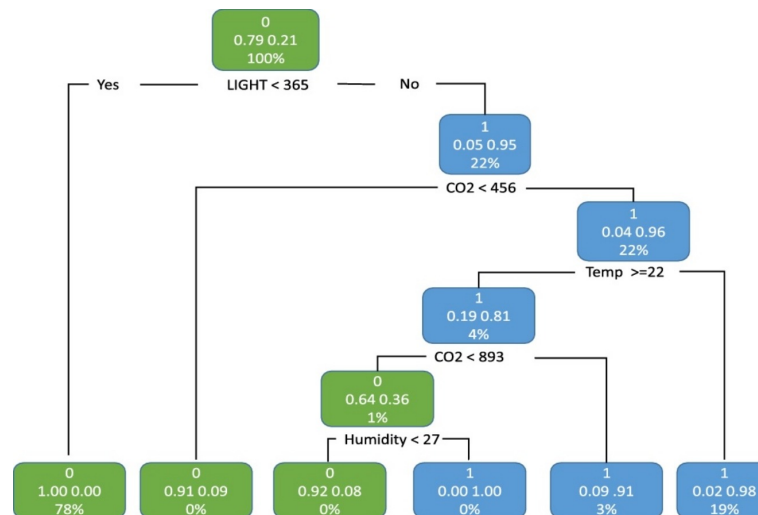 0
0.79 0.21
100%
Yes LIGHT < 365 No
1
0.05 0.95
22%
CO2 < 456
1
0.04 0.96
22%
Temp >=22
1
0.19 0.81
4%
CO2 < 893
0
0.64 0.36
1%
Humidity < 27
0 0 0 1 1 1
1.00 0.00 0.91 0.09 0.92 0.08 0.00 1.00 0.09 .91 0.02 0.98
78% 0% 0% 0% 3% 19%